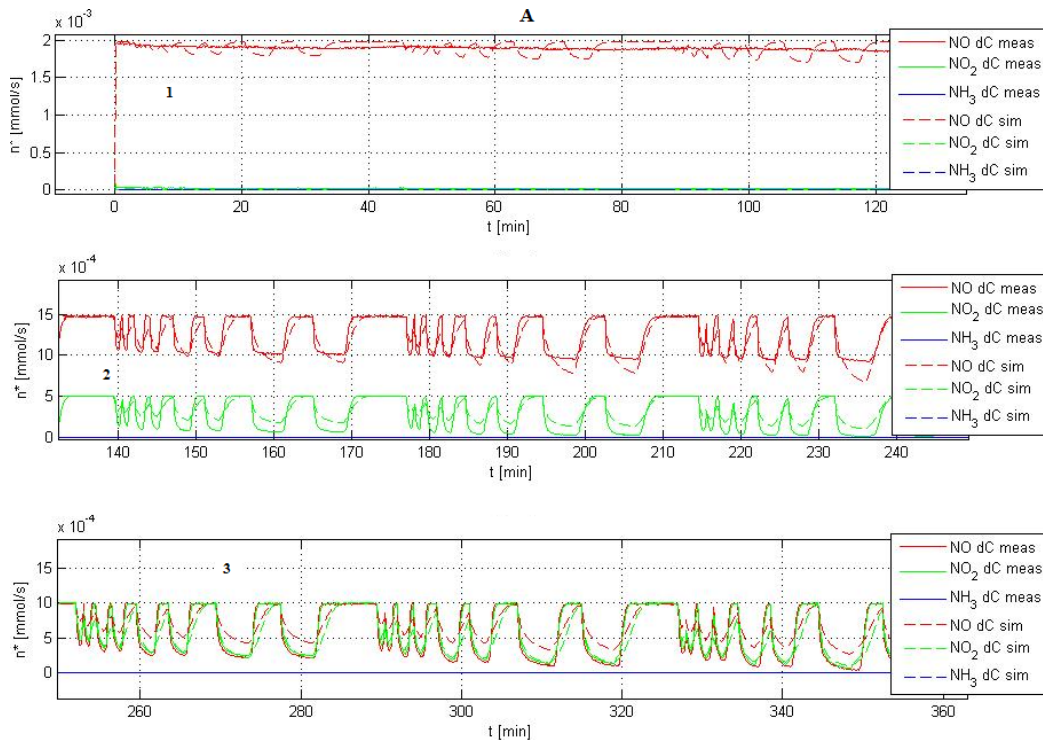 A
x 10^-3
2
1.5
1
0.5
0
n^ [mmol/s]
1
0 20 40 60 80 100 120
t [min]
NO dC meas
NO2 dC meas
NH3 dC meas
NO dC sim
NO2 dC sim
NH3 dC sim
x 10^-4
15
10
5
0
n* [mmol/s]
2
140 150 160 170 180 190 200 210 220 230 240
t [min]
NO dC meas
NO2 dC meas
NH3 dC meas
NO dC sim
NO2 dC sim
NH3 dC sim
x 10^-4
15
10
5
0
n* [mmol/s]
3
260 280 300 320 340 360
t [min]
NO dC meas
NO2 dC meas
NH3 dC meas
NO dC sim
NO2 dC sim
NH3 dC sim